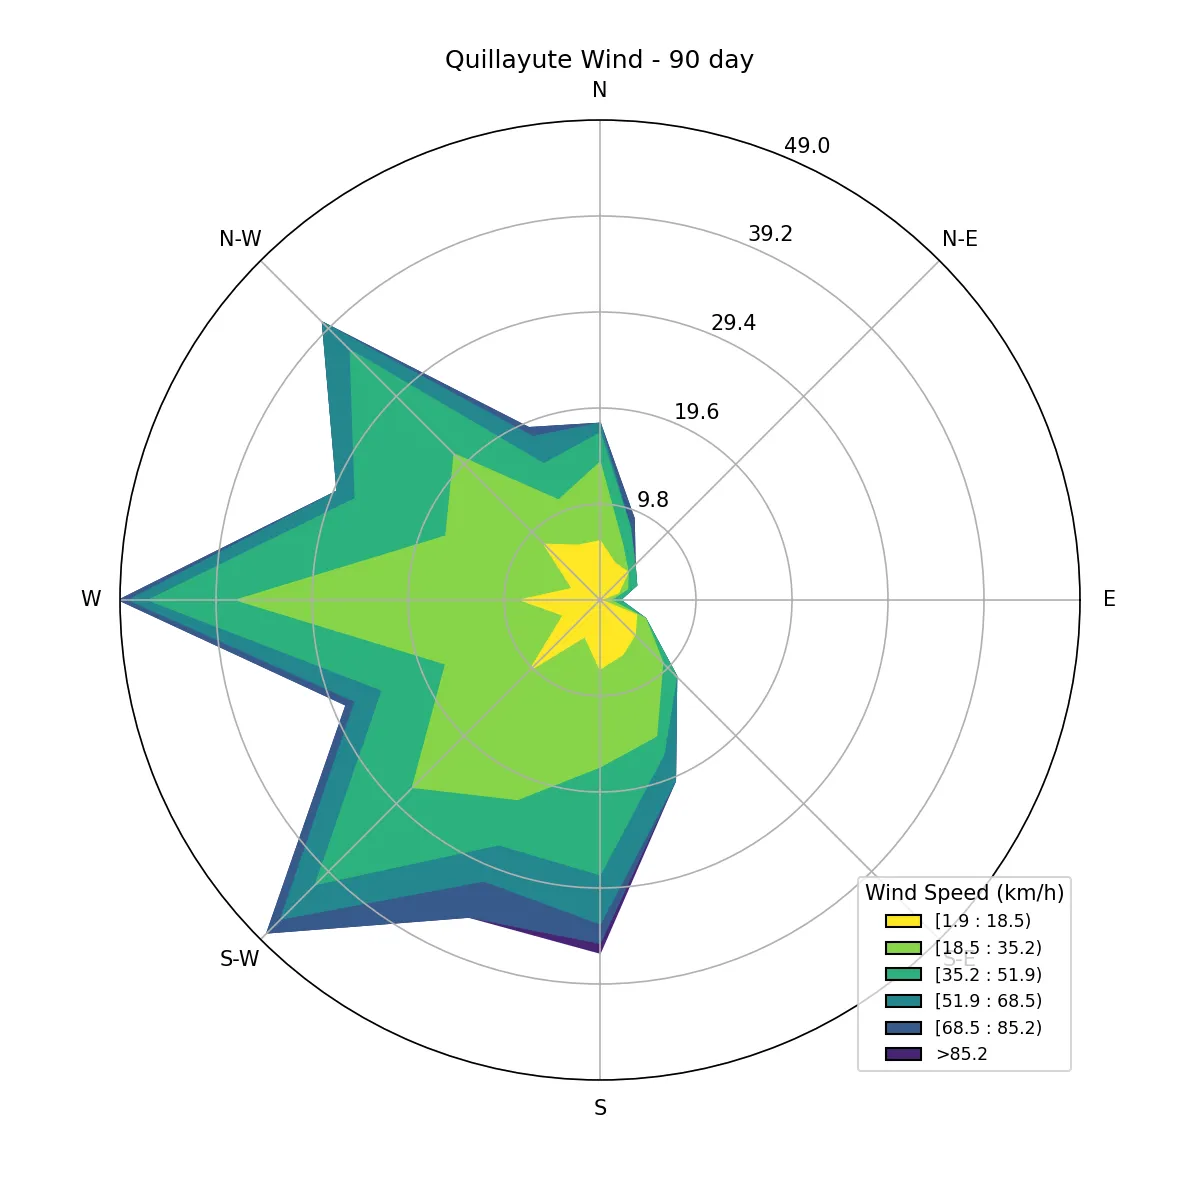 Quillayute Wind - 90 day
N
49.0
39.2
N-W
N-E
29.4
19.6
9.8
W
E
Wind Speed (km/h)
[1.9 : 18.5)
[18.5 : 35.2)
S-W
S-E
[35.2 : 51.9)
[51.9 : 68.5)
[68.5 : 85.2)
>85.2
S